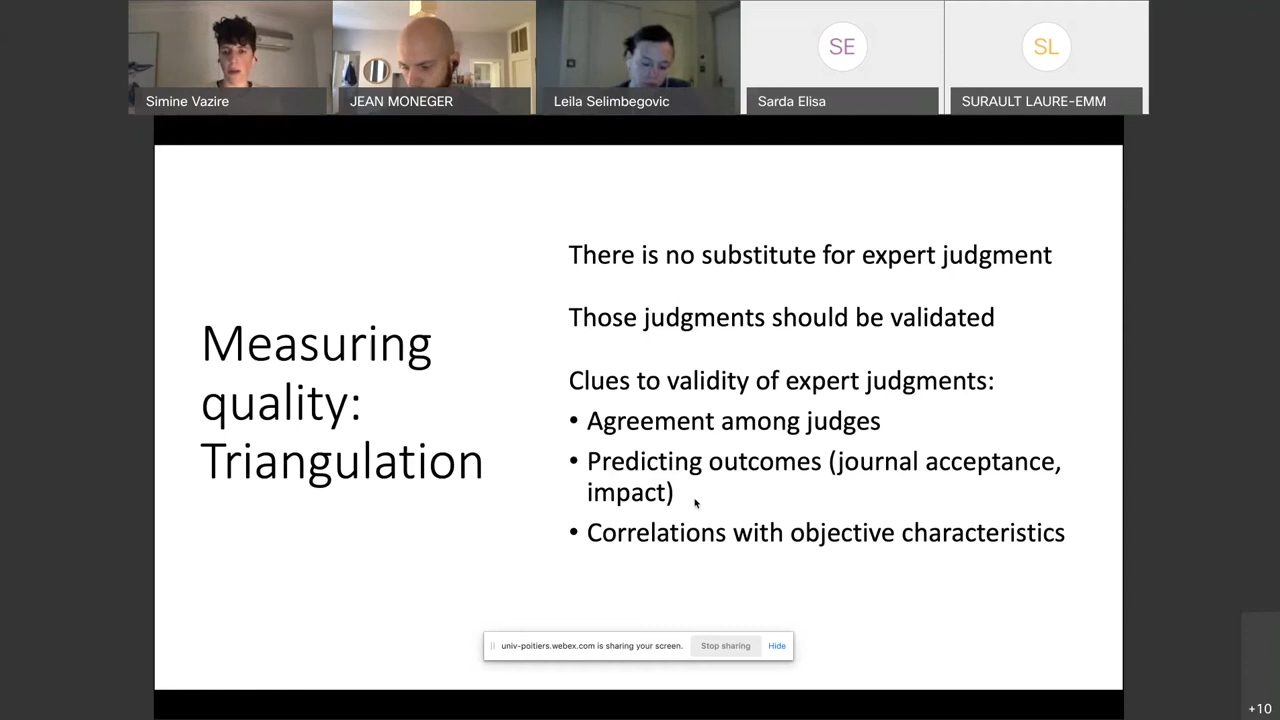 SE
SL
Simine Vazire
JEAN MONEGER
Leila Selimbegovic
Sarda Elisa
SURAULT LAURE-EMM
Measuring
quality:
Triangulation
There is no substitute for expert judgment
Those judgments should be validated
Clues to validity of expert judgments:
• Agreement among judges
• Predicting outcomes (journal acceptance,
impact)
• Correlations with objective characteristics
univ-poitiers.webex.com is sharing your screen.
Stop sharing
Hide
+10